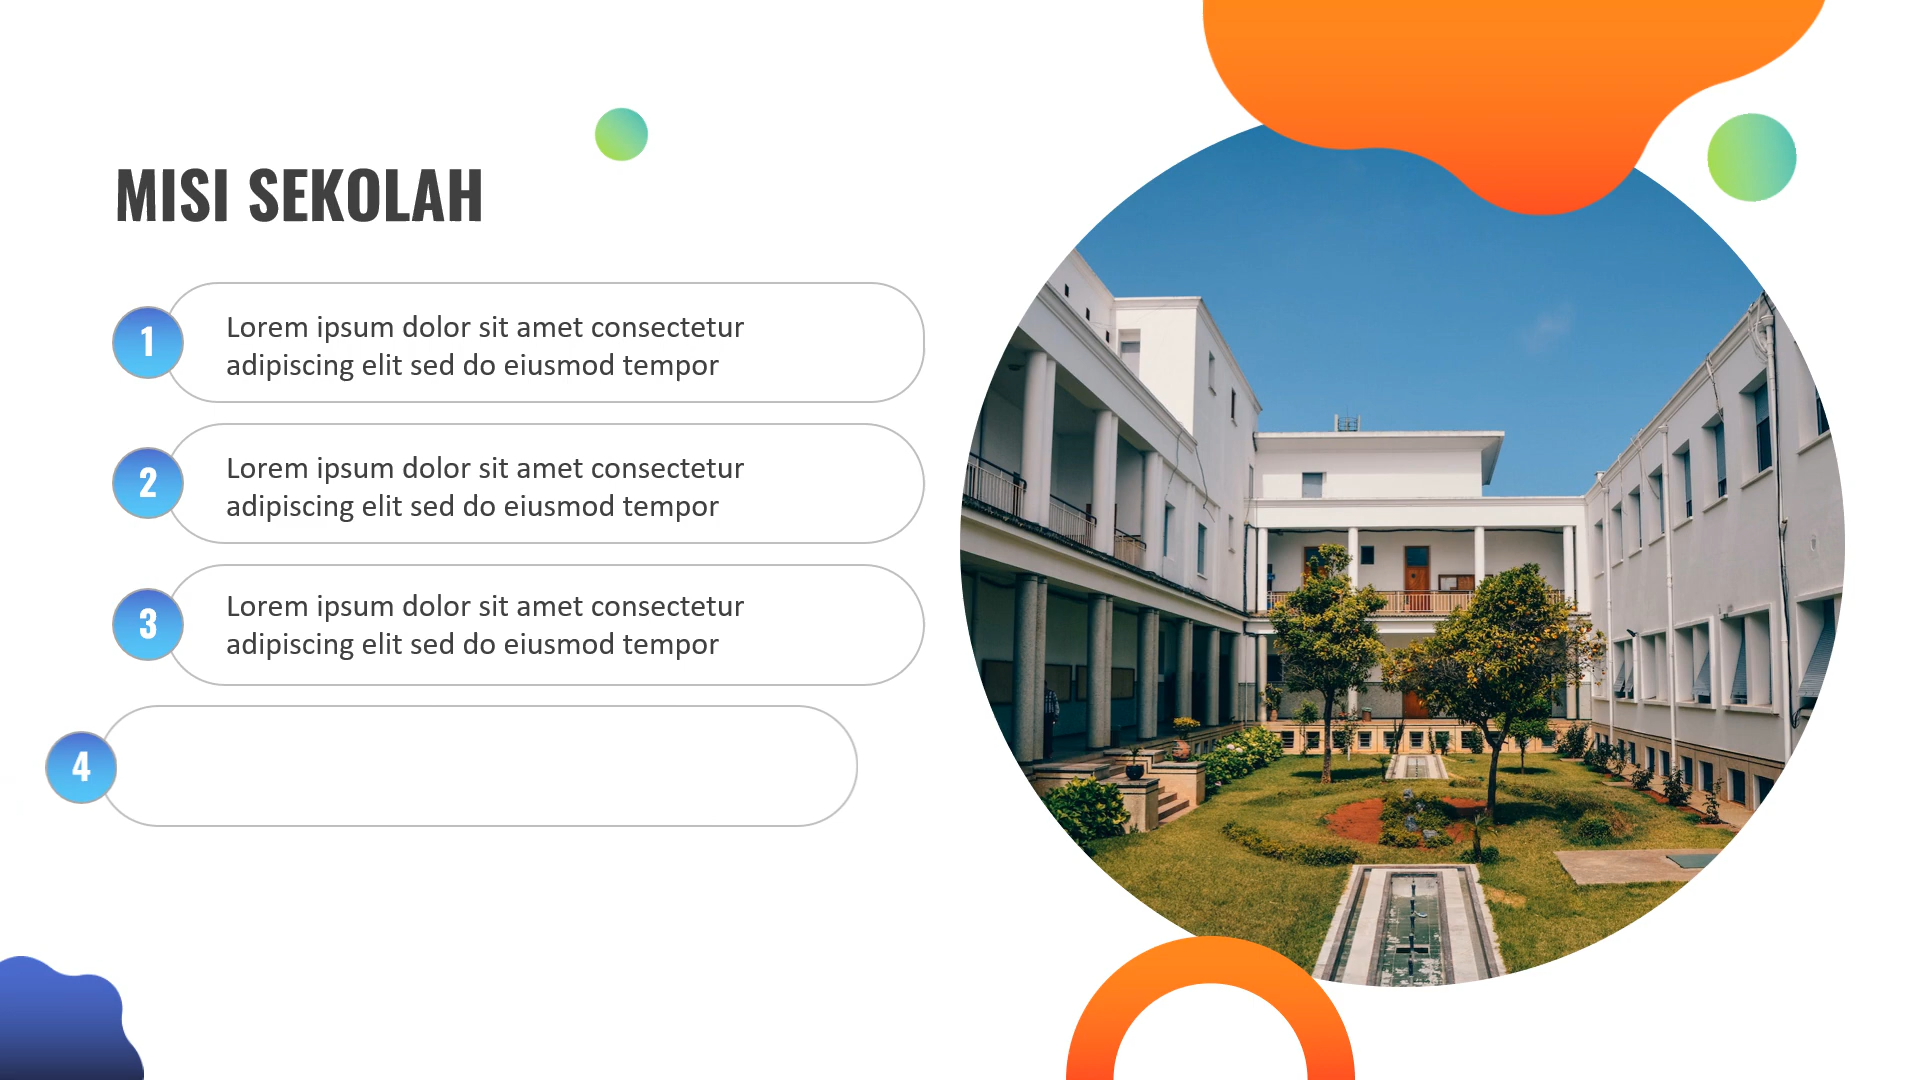 MISI SEKOLAH
1
Lorem ipsum dolor sit amet consectetur
adipiscing elit sed do eiusmod tempor
2
Lorem ipsum dolor sit amet consectetur
adipiscing elit sed do eiusmod tempor
3
Lorem ipsum dolor sit amet consectetur
adipiscing elit sed do eiusmod tempor
4